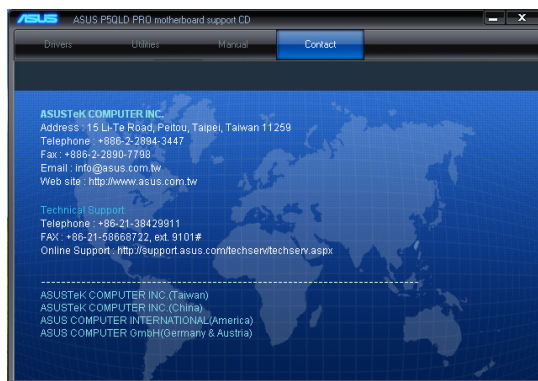 ASUS ASUS P5QLD PRO motherboard support CD
Drivers Utilities Manual Contact
ASUSTeK COMPUTER INC.
Address : 15 Li-Te Road, Peitou, Taipei, Taiwan 11259
Telephone : +886-2-2894-3447
Fax : +886-2-2890-7798
Email : info@asus.com.tw
Web site : http://www.asus.com.tw
Technical Support:
Telephone : +86-21-38429911
FAX : +86-21-58668722, ext. 9101#
Online Support : http://support.asus.com/techserv/techserv.aspx
ASUSTeK COMPUTER INC.(Taiwan)
ASUSTeK COMPUTER INC.(China)
ASUS COMPUTER INTERNATIONAL(America)
ASUS COMPUTER GmbH(Germany & Austria)